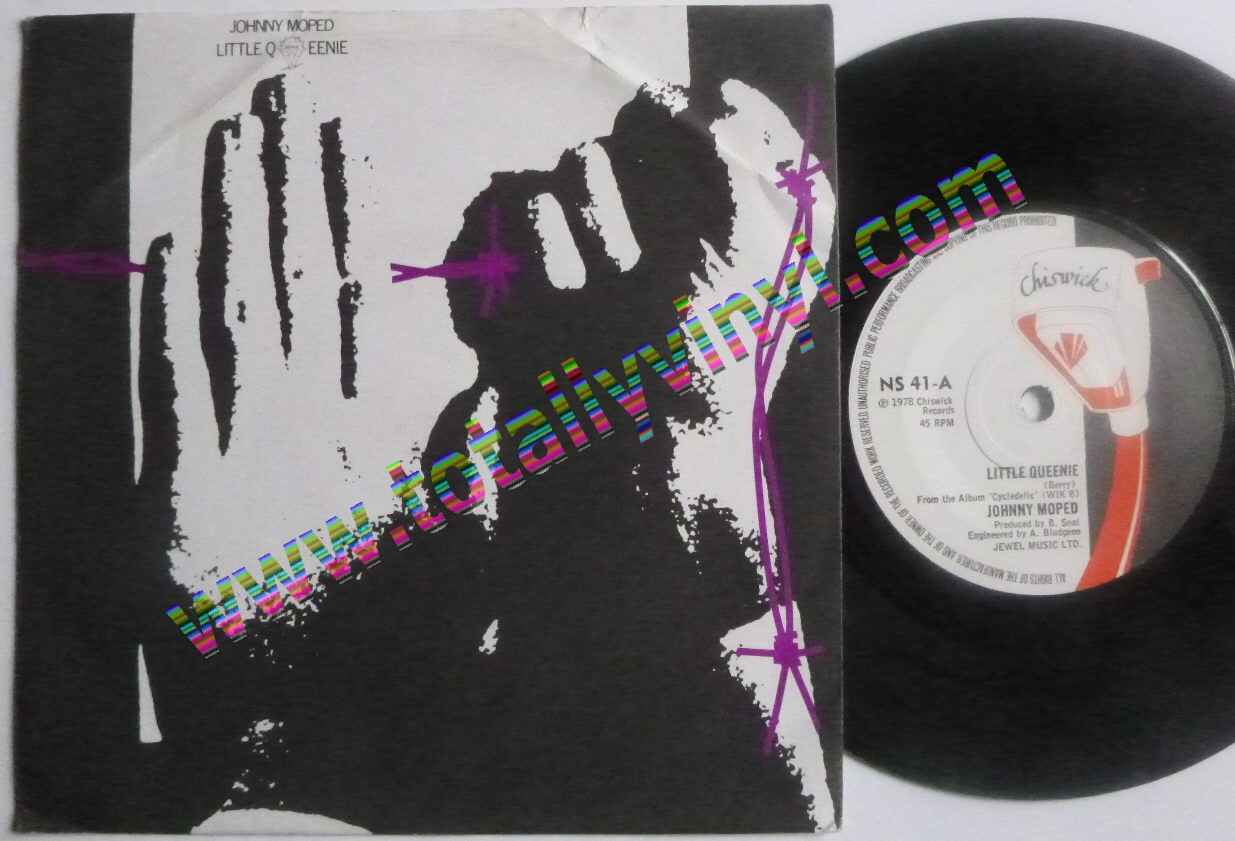 JOHNNY MOPED
LITTLE Q EENIE
www.totallyvinyl.com
Chiswick
NS 41-A
℗ 1978 Chiswick
Records
45 RPM
LITTLE QUEENIE
(Berry)
From the Album 'Cycledelic' (WIK 8)
JOHNNY MOPED
Produced by B. Seal
Engineered by A. Bludgeon
JEWEL MUSIC LTD.
ALL RIGHTS OF THE MANUFACTURER AND OF THE OWNER OF THE RECORDED WORK RESERVED. UNAUTHORISED PUBLIC PERFORMANCE BROADCASTING AND COPYING OF THIS RECORD PROHIBITED